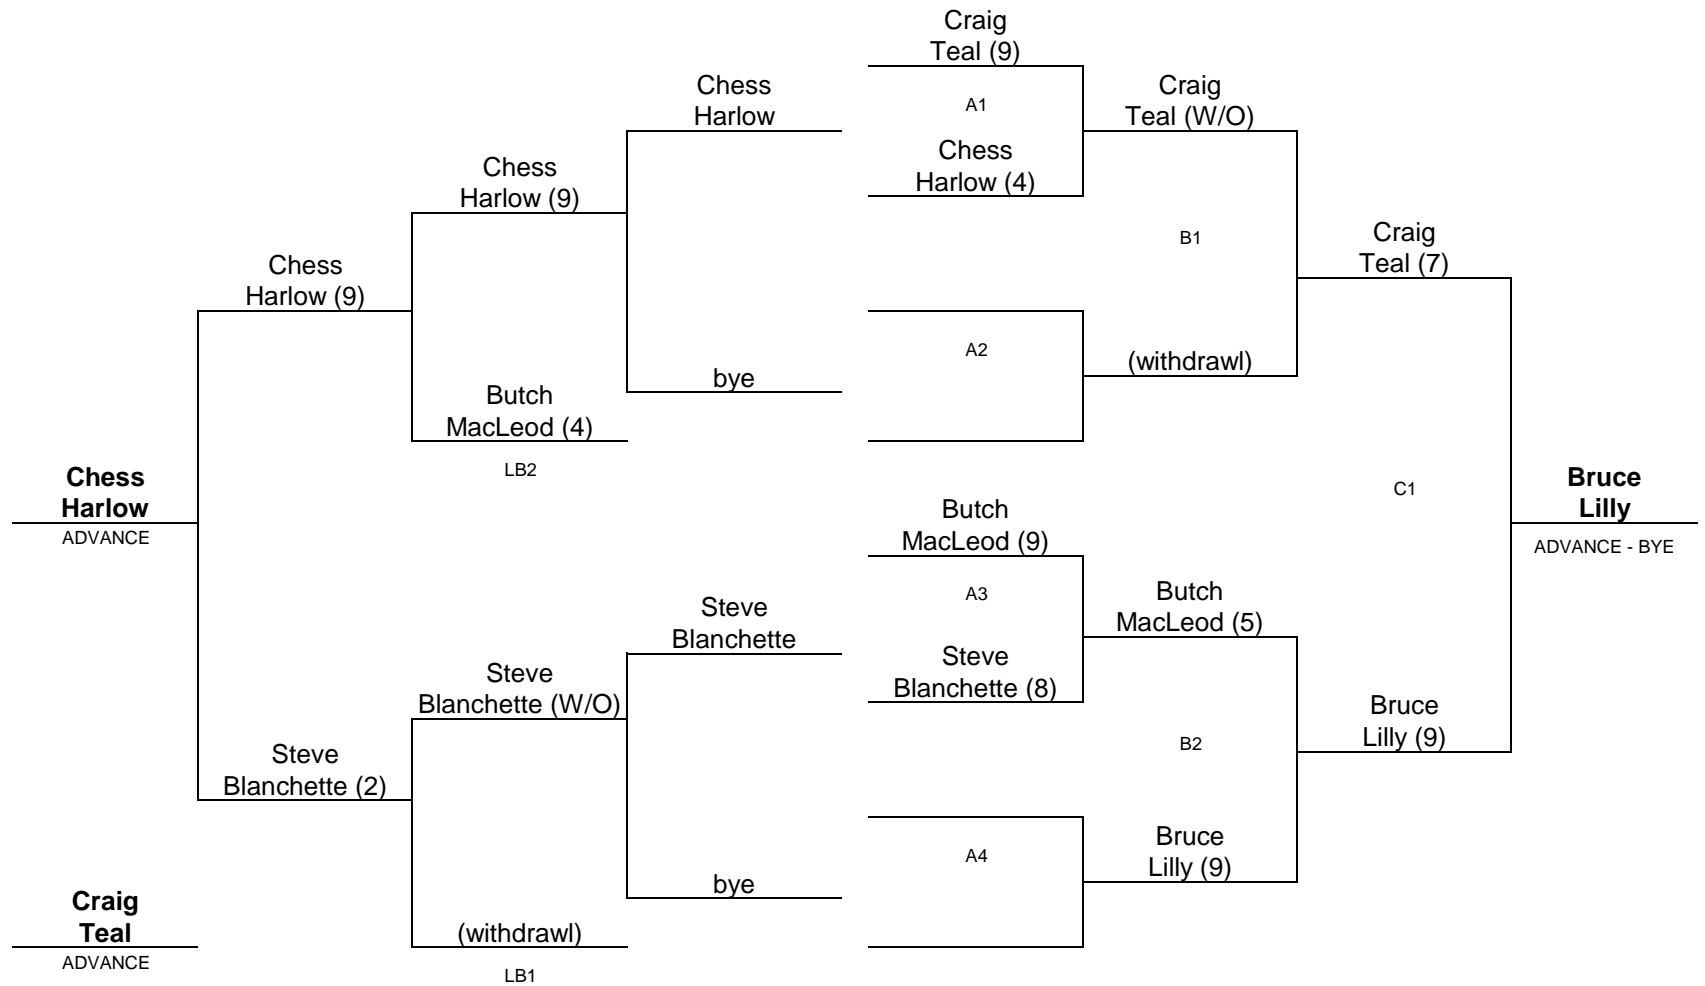 Craig
Teal (9)
Chess
Harlow
A1
Craig
Teal (W/O)
Chess
Harlow (9)
Chess
Harlow (4)
Chess
Harlow (9)
B1
Craig
Teal (7)
A2
(withdrawl)
bye
Butch
MacLeod (4)
LB2
Chess
Harlow
ADVANCE
C1
Bruce
Lilly
ADVANCE - BYE
Butch
MacLeod (9)
A3
Butch
MacLeod (5)
Steve
Blanchette
Steve
Blanchette (8)
Steve
Blanchette (W/O)
Bruce
Lilly (9)
B2
Steve
Blanchette (2)
A4
Bruce
Lilly (9)
bye
Craig
Teal
ADVANCE
(withdrawl)
LB1